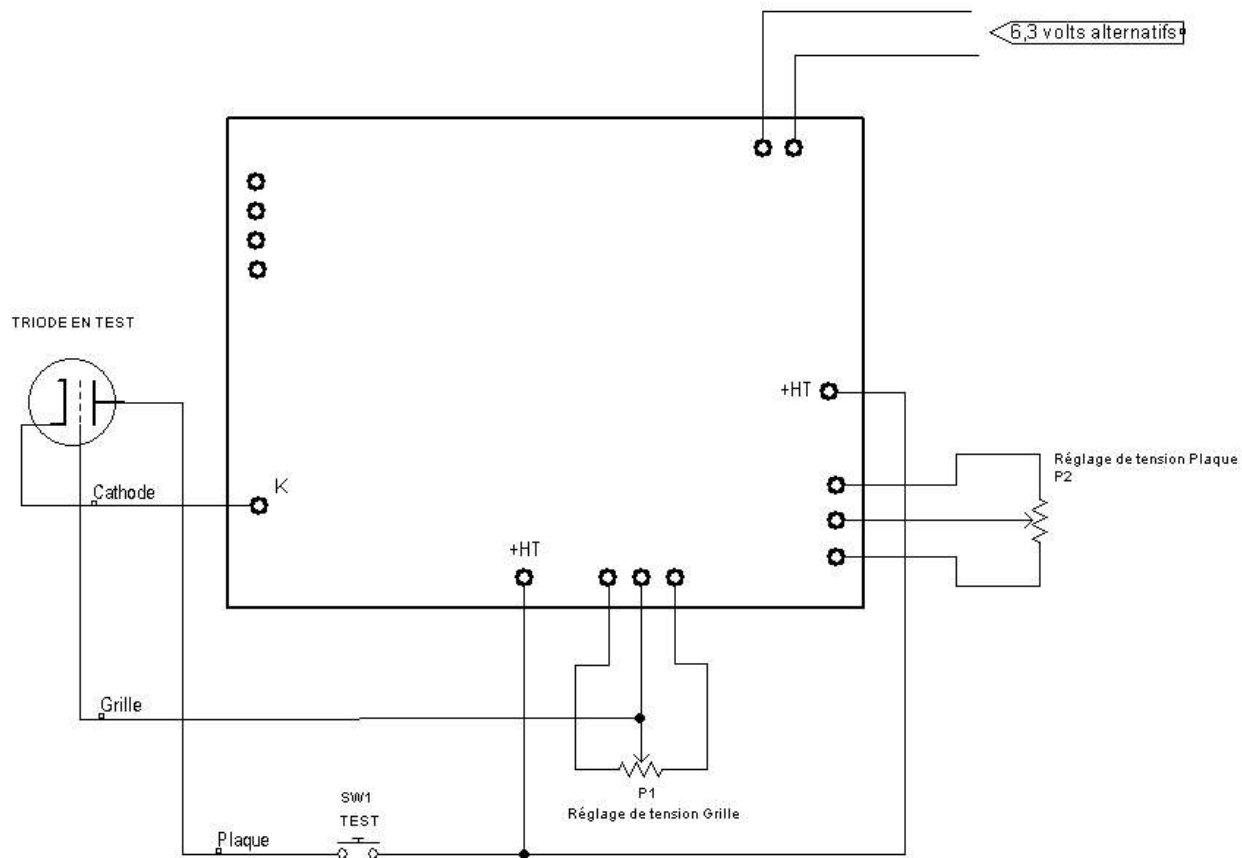 6,3 volts alternatifs
TRIODE EN TEST
+HT
Réglage de tension Plaque
P2
K
Cathode
+HT
Grille
P1
Réglage de tension Grille
SW1
TEST
Plaque